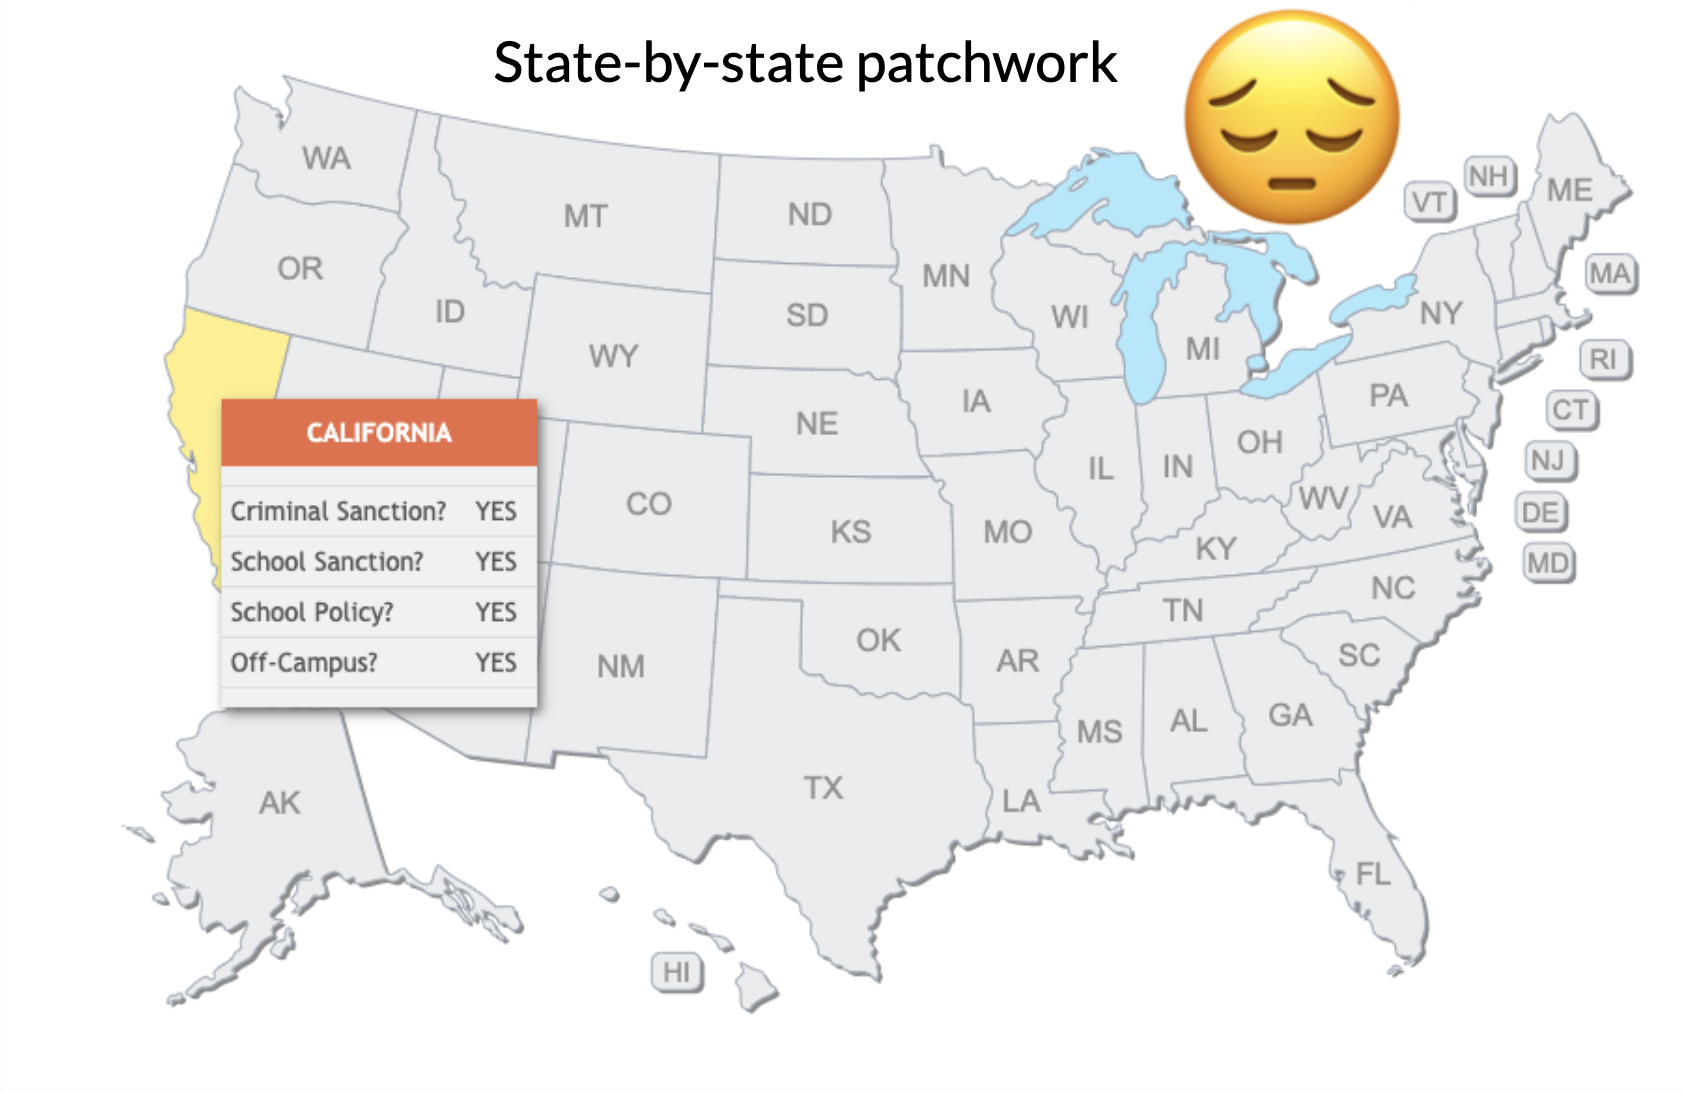 State-by-state patchwork
WA
MT
ND
MN
OR
ID
SD
WI
WY
MI
NY
VT
NH
ME
MA
RI
CT
NJ
DE
MD
CALIFORNIA
Criminal Sanction? YES
School Sanction? YES
School Policy? YES
Off-Campus? YES
NE
IA
PA
IL
IN
OH
CO
KS
MO
WV
VA
KY
NC
TN
NM
OK
AR
SC
MS
AL
GA
TX
LA
AK
FL
HI